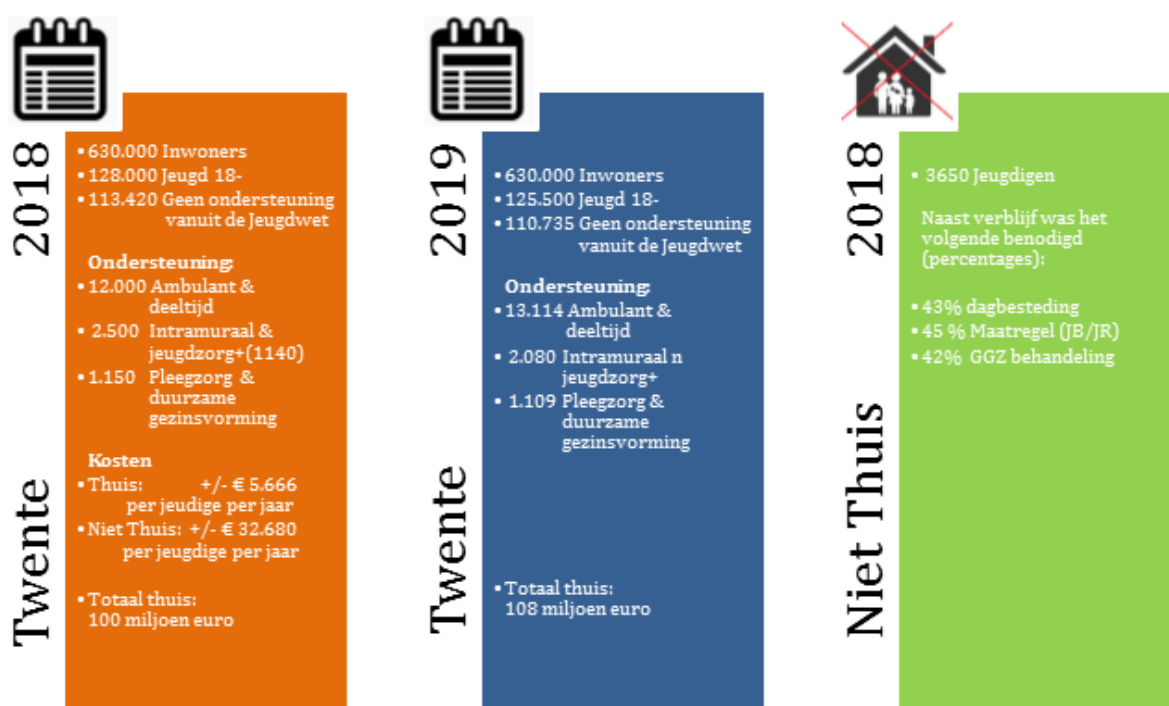 2018
Twente
• 630.000 Inwoners
• 128.000 Jeugd 18-
• 113.420 Geen ondersteuning
vanuit de Jeugdwet
Ondersteuning:
• 12.000 Ambulant &
deeltijd
• 2.500 Intramuraal &
jeugdzorg+(1140)
• 1.150 Pleegzorg &
duurzame
gezinsvorming
Kosten
• Thuis: +/- € 5.666
per jeudige per jaar
• Niet Thuis: +/- € 32.680
per jeugdige per jaar
• Totaal thuis:
100 miljoen euro
2019
Twente
• 630.000 Inwoners
• 125.500 Jeugd 18-
• 110.735 Geen ondersteuning
vanuit de Jeugdwet
Ondersteuning:
• 13.114 Ambulant &
deeltijd
• 2.080 Intramuraal n
jeugdzorg+
• 1.109 Pleegzorg &
duurzame
gezinsvorming
• Totaal thuis:
108 miljoen euro
2018
Niet Thuis
• 3650 Jeugdigen
Naast verblijf was het
volgende benodigd
(percentages):
• 43% dagbesteding
• 45 % Maatregel (JB/JR)
• 42% GGZ behandeling